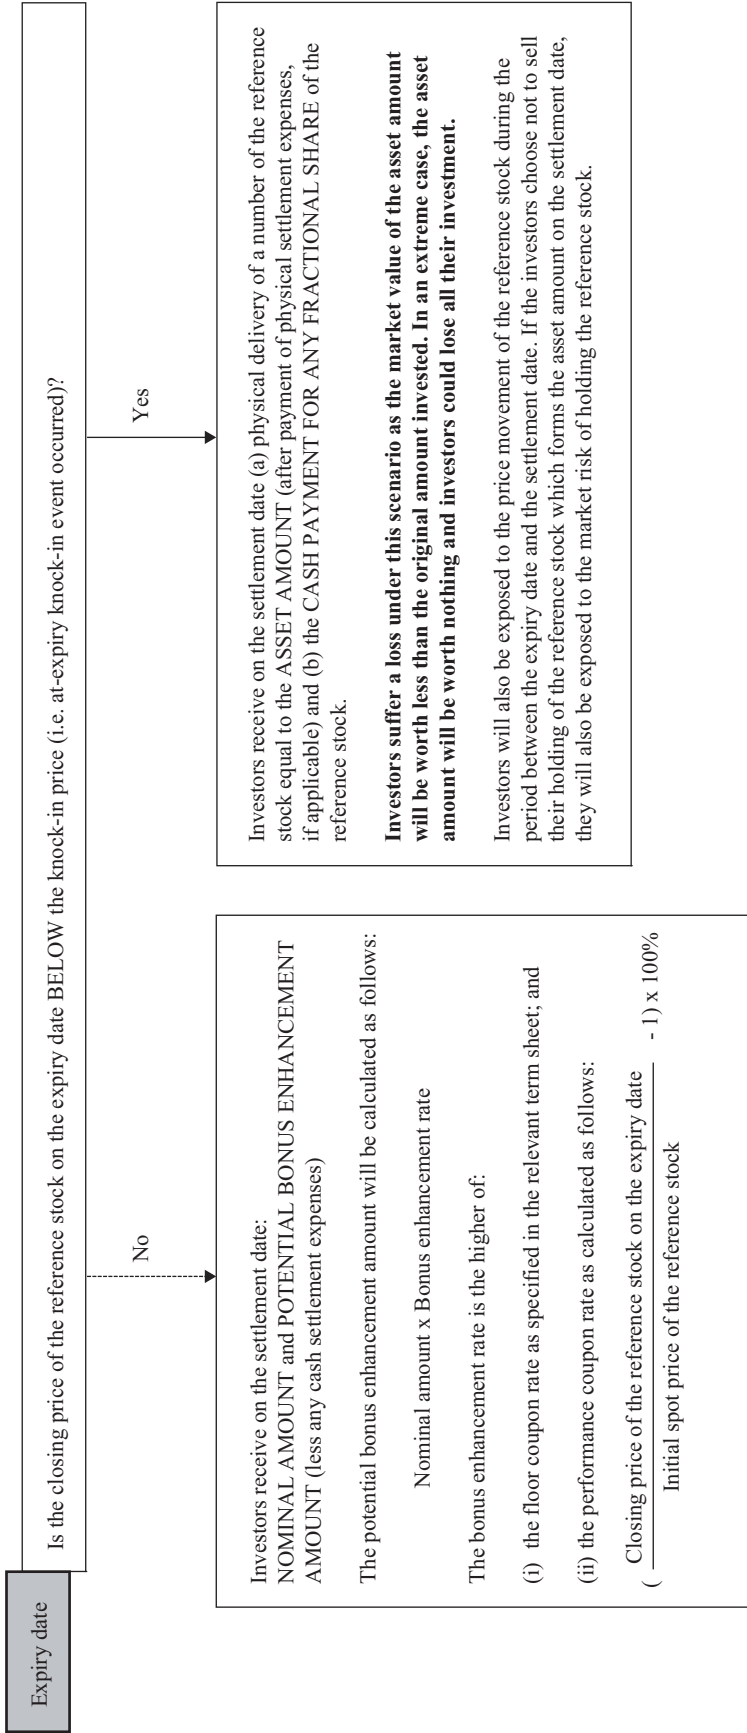 Expiry date
Is the closing price of the reference stock on the expiry date BELOW the knock-in price (i.e. at-expiry knock-in event occurred)?
No
Yes
Investors receive on the settlement date:
NOMINAL AMOUNT and POTENTIAL BONUS ENHANCEMENT
AMOUNT (less any cash settlement expenses)
The potential bonus enhancement amount will be calculated as follows:
Nominal amount x Bonus enhancement rate
The bonus enhancement rate is the higher of:
(i) the floor coupon rate as specified in the relevant term sheet; and
(ii) the performance coupon rate as calculated as follows:
( Closing price of the reference stock on the expiry date - 1) x 100%
Initial spot price of the reference stock
Investors receive on the settlement date (a) physical delivery of a number of the reference
stock equal to the ASSET AMOUNT (after payment of physical settlement expenses,
if applicable) and (b) the CASH PAYMENT FOR ANY FRACTIONAL SHARE of the
reference stock.
Investors suffer a loss under this scenario as the market value of the asset amount
will be worth less than the original amount invested. In an extreme case, the asset
amount will be worth nothing and investors could lose all their investment.
Investors will also be exposed to the price movement of the reference stock during the
period between the expiry date and the settlement date. If the investors choose not to sell
their holding of the reference stock which forms the asset amount on the settlement date,
they will also be exposed to the market risk of holding the reference stock.